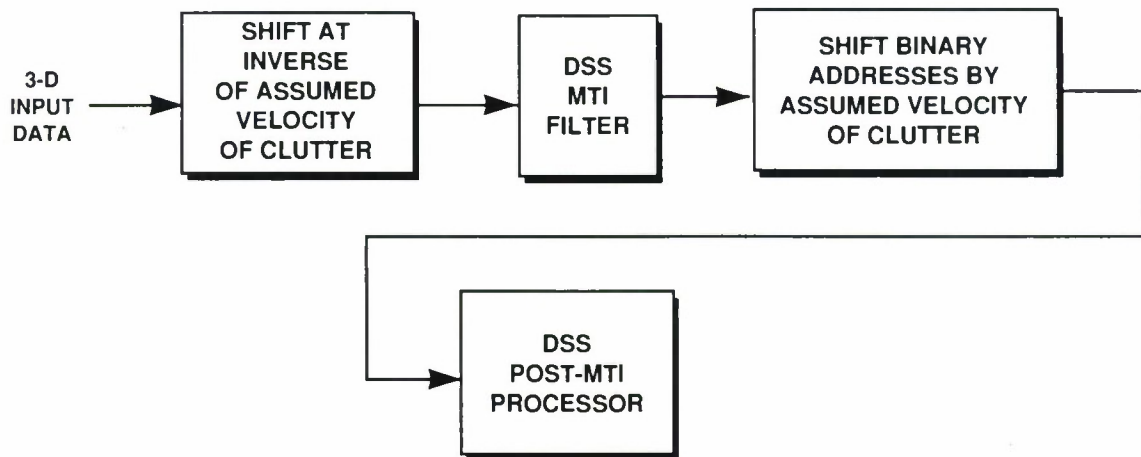 3-D
INPUT
DATA
SHIFT AT
INVERSE
OF ASSUMED
VELOCITY
OF CLUTTER
DSS
MTI
FILTER
SHIFT BINARY
ADDRESSES BY
ASSUMED VELOCITY
OF CLUTTER
DSS
POST-MTI
PROCESSOR